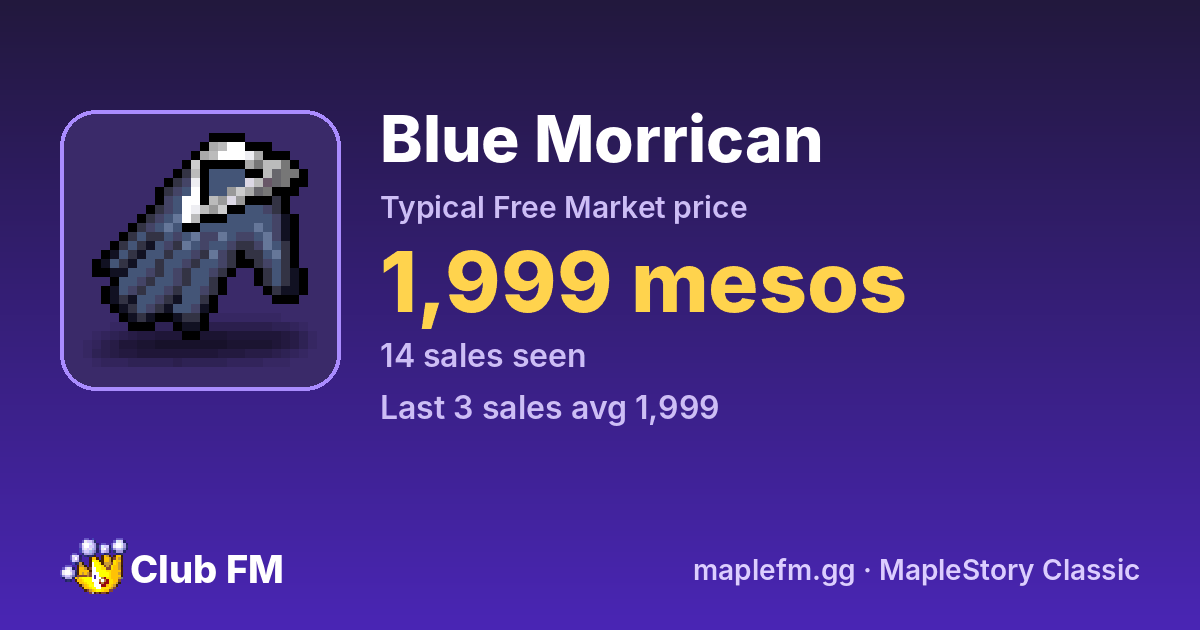 Blue Morrican
Typical Free Market price
1,999 mesos
14 sales seen
Last 3 sales avg 1,999
Club FM
maplefm.gg · MapleStory Classic